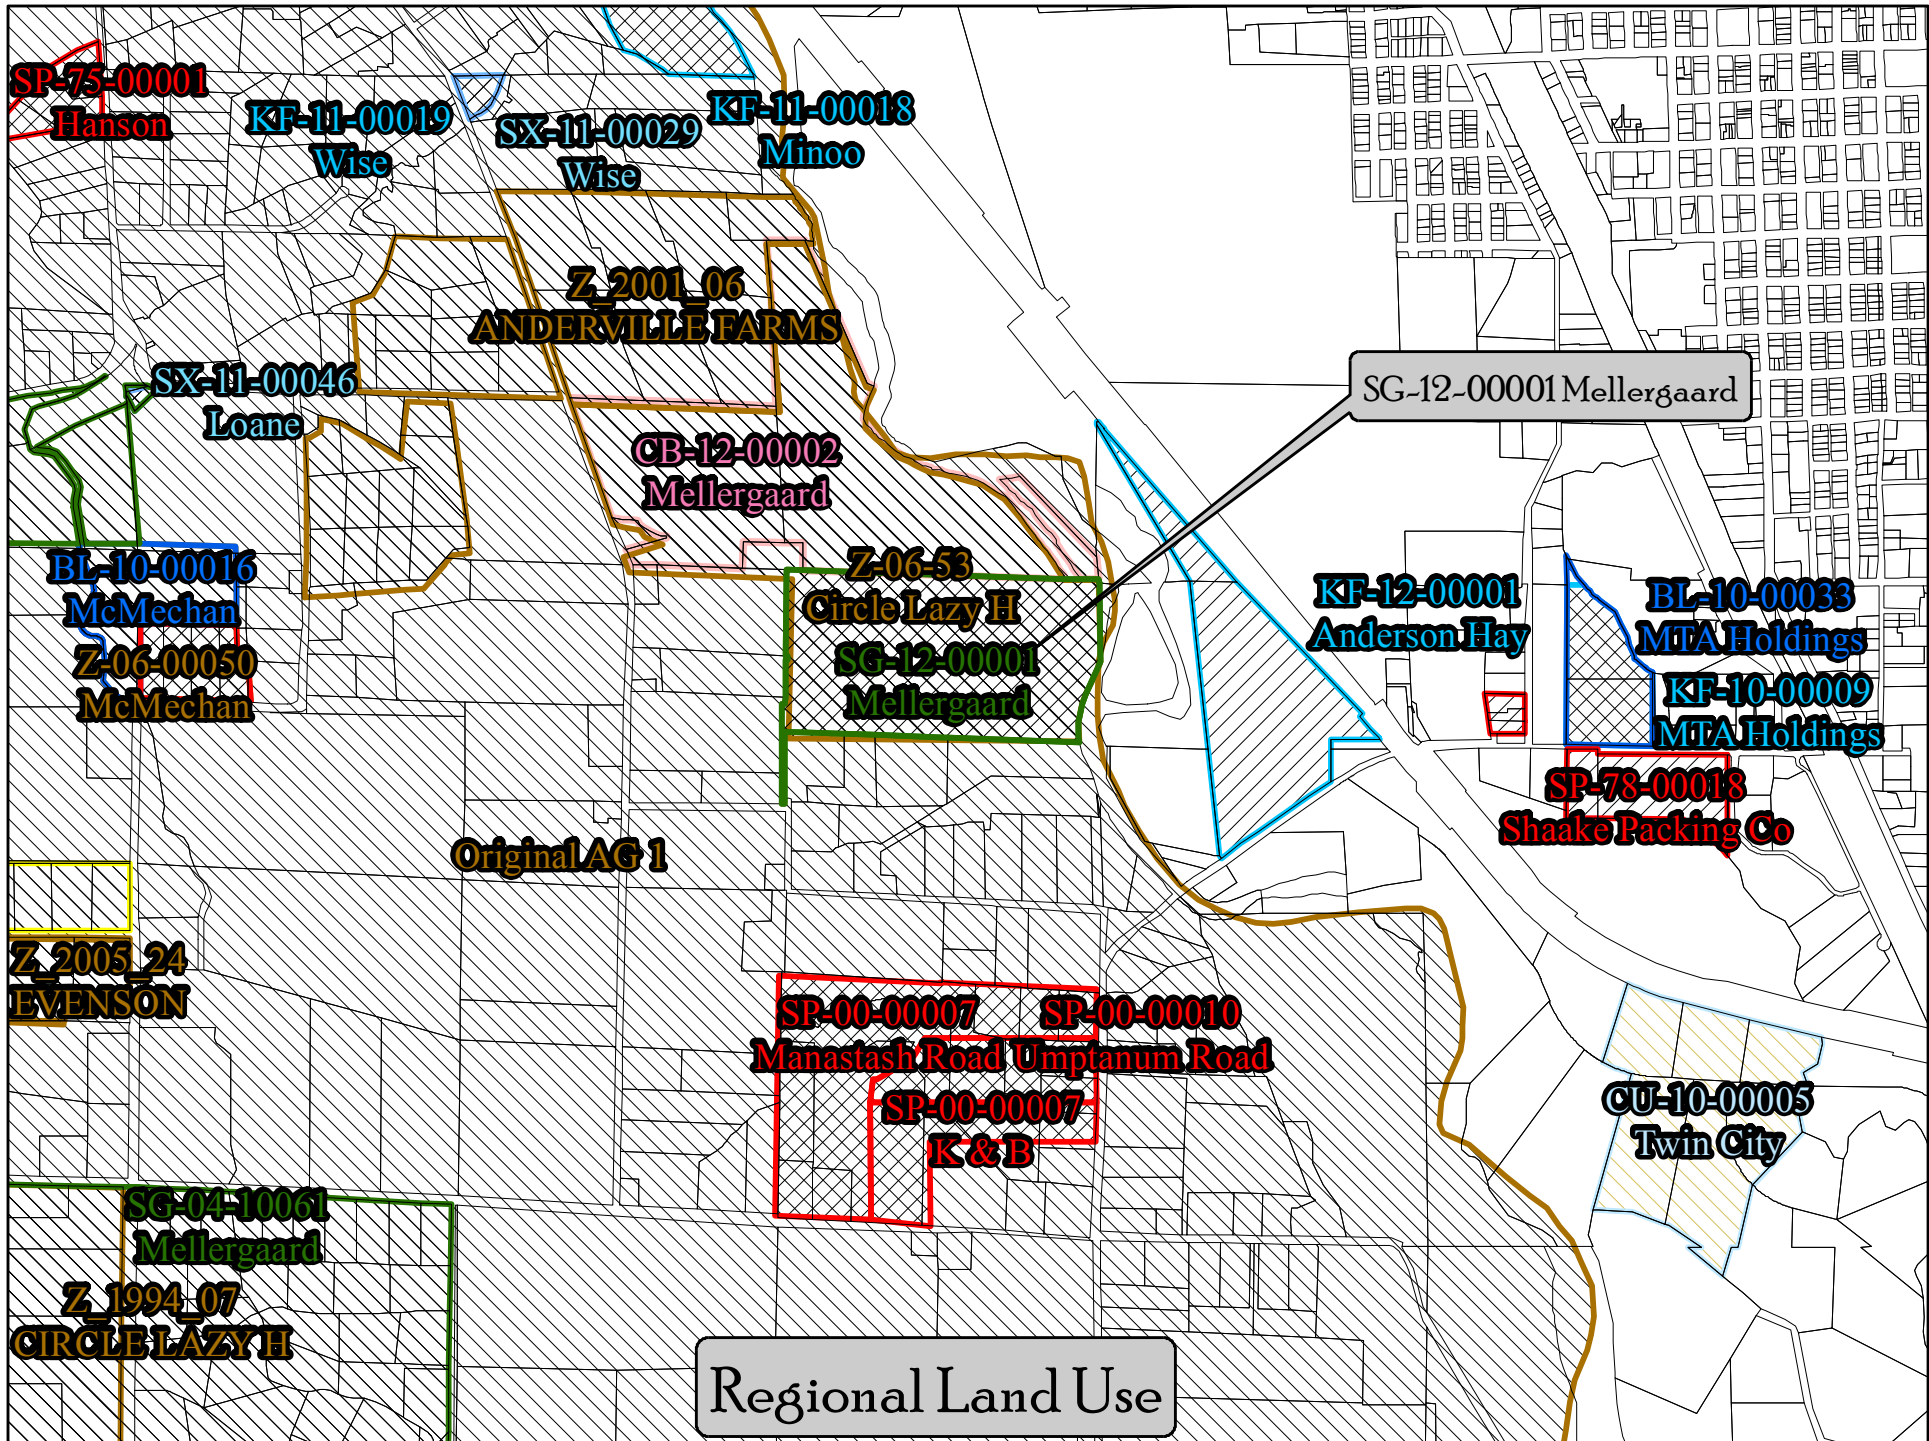 SP-75-00001
Hanson
KF-11-00019
Wise
SX-11-00029
Wise
KF-11-00018
Minoo
Z_2001_06
ANDERVILLE FARMS
SX-11-00046
Loane
SG-12-00001 Mellergaard
CB-12-00002
Mellergaard
BL-10-00016
McMechan
Z-06-00050
McMechan
Z-06-53
Circle Lazy H
SG-12-00001
Mellergaard
KF-12-00001
Anderson Hay
BL-10-00033
MTA Holdings
KF-10-00009
MTA Holdings
SP-78-00018
Shaake Packing Co
Original AG 1
Z_2005_24
EVENSON
SP-00-00007
Manastash Road
SP-00-00010
Umptanum Road
SP-00-00007
K & B
CU-10-00005
Twin City
SG-04-10061
Mellergaard
Z_1994_07
CIRCLE LAZY H
Regional Land Use